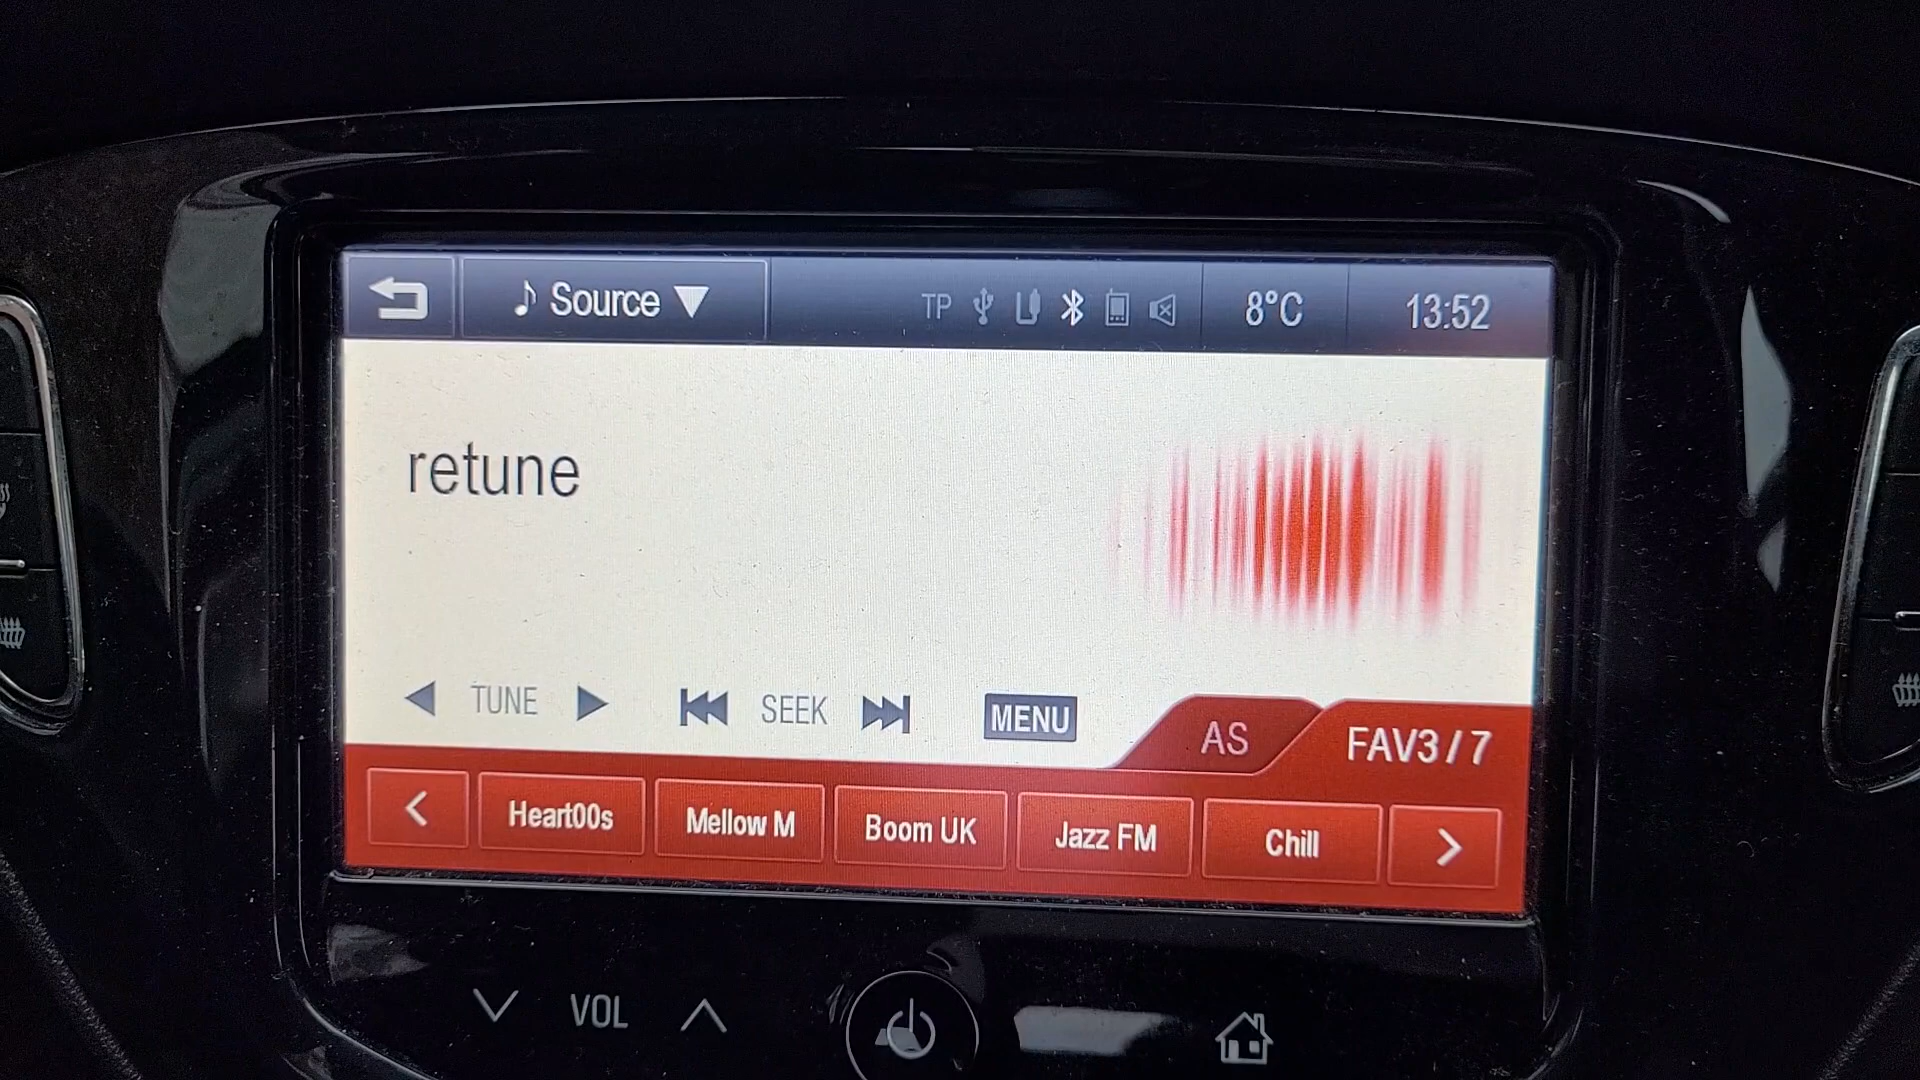 Source
TP 8°C 13:52
retune
TUNE SEEK MENU AS FAV3/7
Heart00s Mellow M Boom UK Jazz FM Chill
VOL